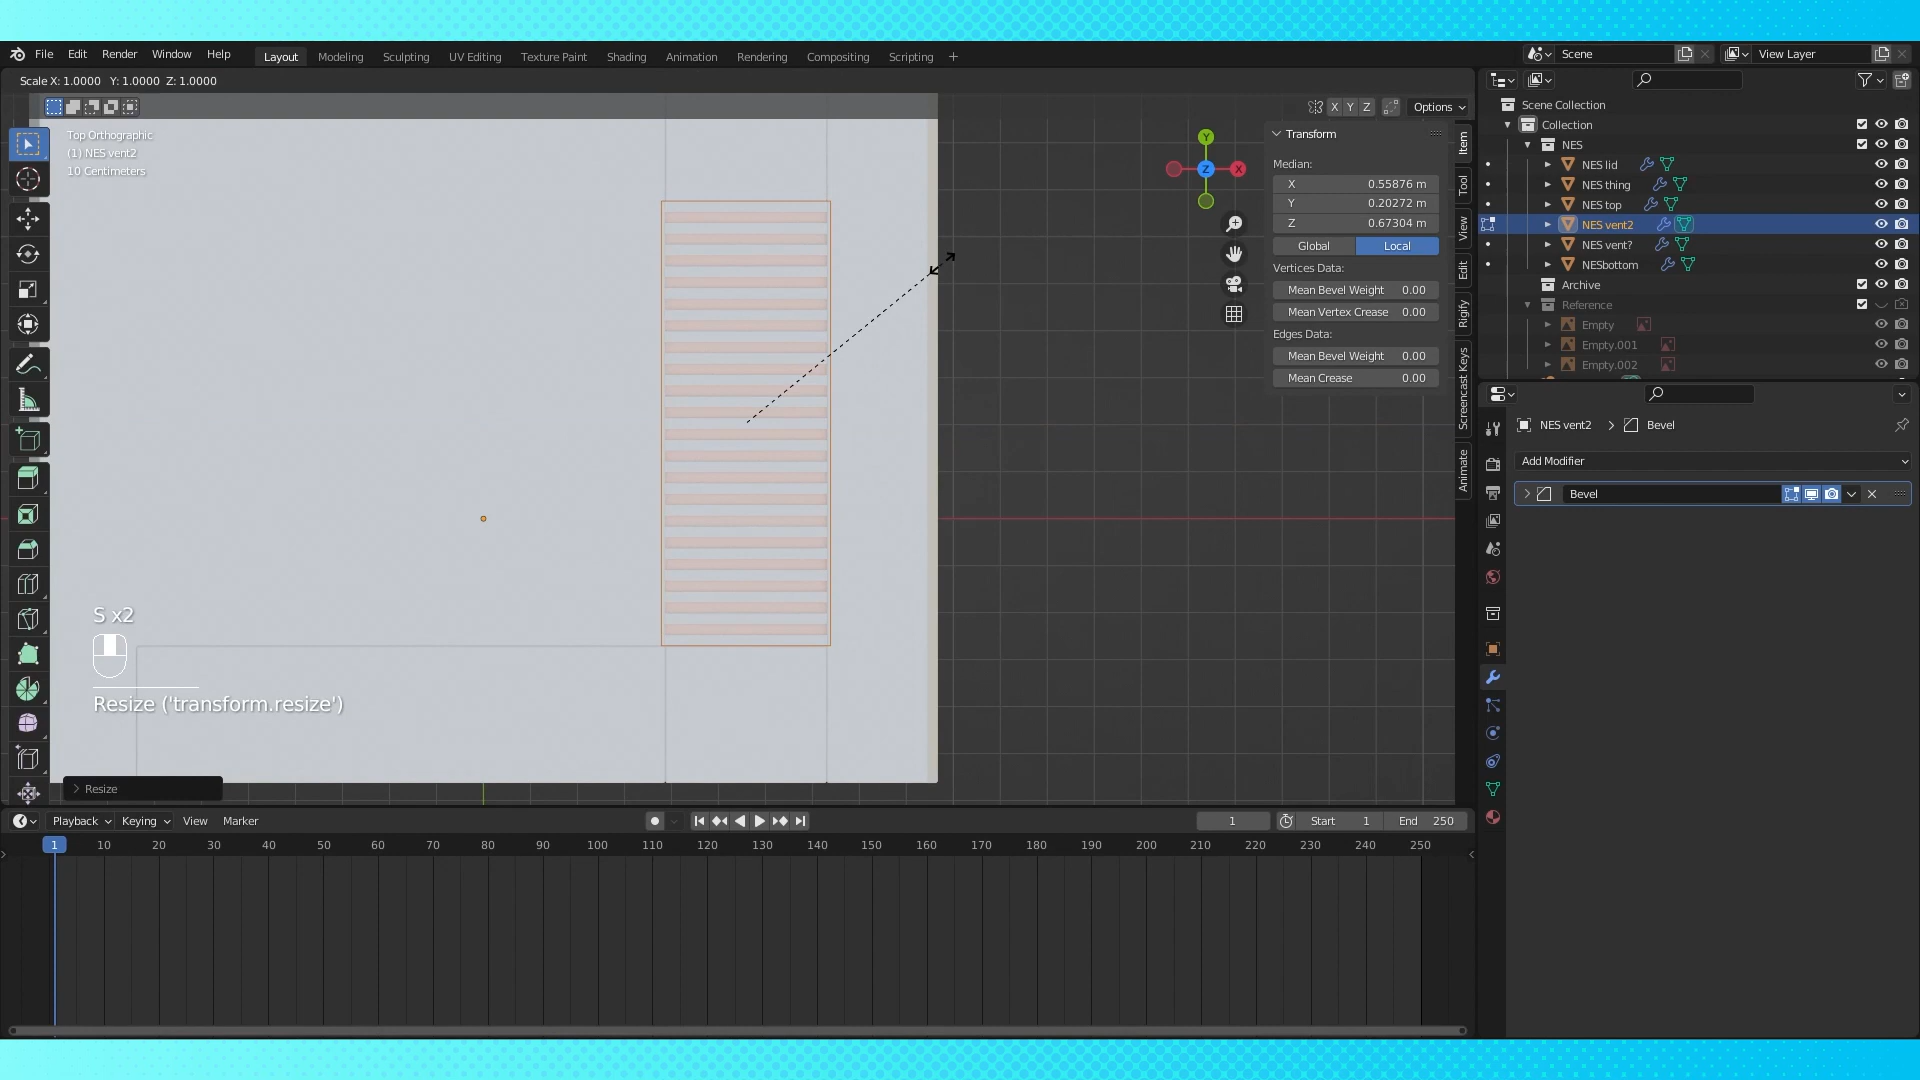 File Edit Render Window Help Layout Modeling Sculpting UV Editing Texture Paint Shading Animation Rendering Compositing Scripting + Scene View Layer
Scale X: 1.0000 Y: 1.0000 Z: 1.0000
X Y Z Options
Top Orthographic
(1) NES vent2
10 Centimeters
Y
Z
X
Transform
Median:
X 0.55876 m
Y 0.20272 m
Z 0.67304 m
Global Local
Vertices Data:
Mean Bevel Weight 0.00
Mean Vertex Crease 0.00
Edges Data:
Mean Bevel Weight 0.00
Mean Crease 0.00
Item
Tool
View
Edit
Rigify
Screencast Keys
Animate
Scene Collection
Collection
NES
NES lid
NES thing
NES top
NES vent2
NES vent?
NESbottom
Archive
Reference
Empty
Empty.001
Empty.002
NES vent2 > Bevel
Add Modifier
Bevel
S x2
Resize ('transform.resize')
Resize
Playback Keying View Marker 1 Start 1 End 250
1 10 20 30 40 50 60 70 80 90 100 110 120 130 140 150 160 170 180 190 200 210 220 230 240 250